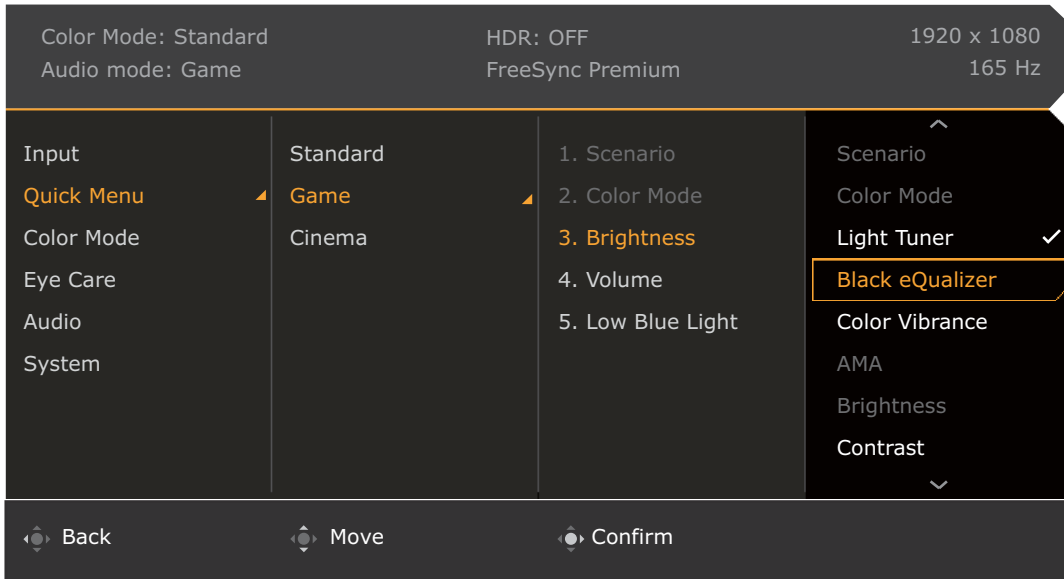 Color Mode: Standard
HDR: OFF
1920 x 1080
Audio mode: Game
FreeSync Premium
165 Hz
Input
Quick Menu
Color Mode
Eye Care
Audio
System
Standard
Game
Cinema
1. Scenario
2. Color Mode
3. Brightness
4. Volume
5. Low Blue Light
Scenario
Color Mode
Light Tuner
Black eQualizer
Color Vibrance
AMA
Brightness
Contrast
Back
Move
Confirm